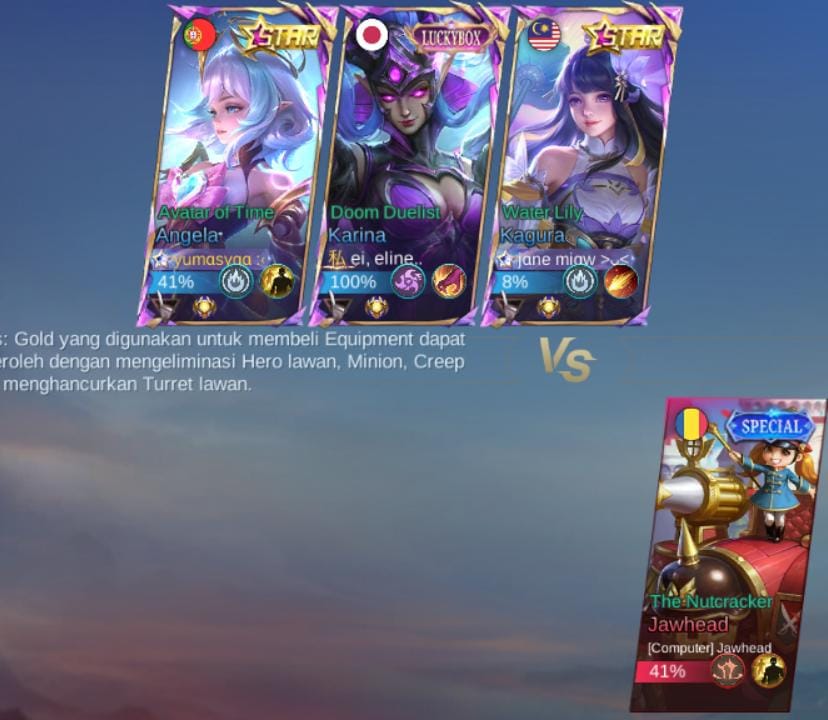 STAR
LUCKYBOX
STAR
Avatar of Time
Angela
Doom Duelist
Karina
私 ei, eline..
Water Lily
Kagura
jane miaw >.<
41%
100%
8%
s: Gold yang digunakan untuk membeli Equipment dapat
eroleh dengan mengeliminasi Hero lawan, Minion, Creep
menghancurkan Turret lawan.
VS
SPECIAL
The Nutcracker
Jawhead
[Computer] Jawhead
41%